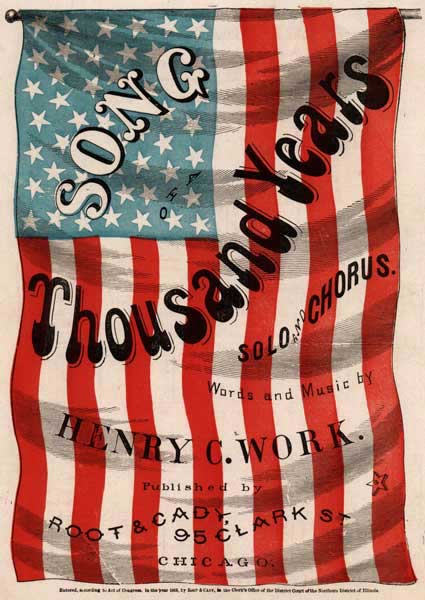 SONG
OF A
Thousand Years
SOLO AND CHORUS.
Words and Music by
HENRY C. WORK.
Published by
ROOT & CADY,
95 CLARK ST
CHICAGO.
Entered, according to Act of Congress, in the year 1863, by ROOT & CADY, in the Clerk's Office of the District Court of the Northern District of Illinois.